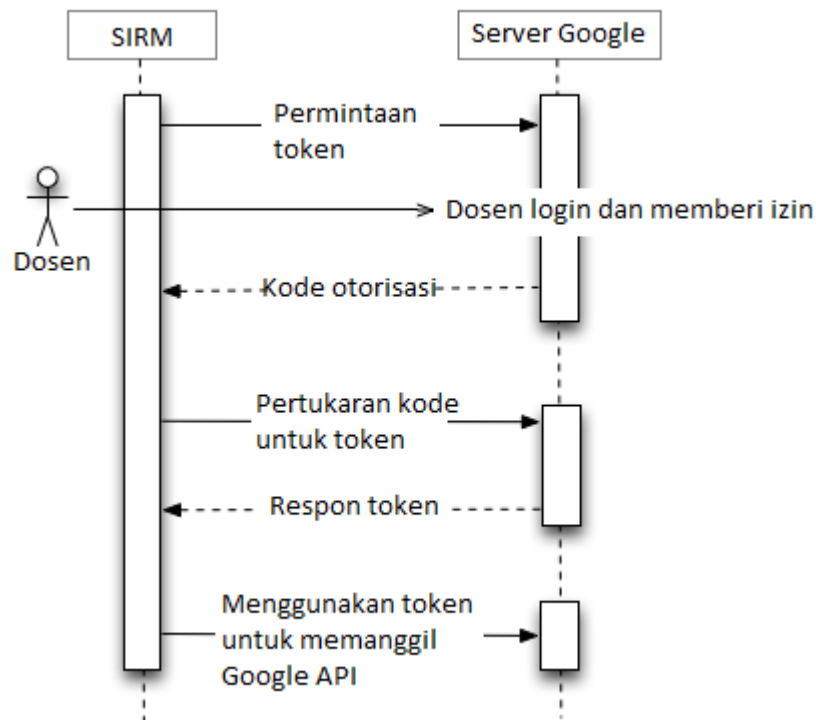 SIRM
Server Google
Permintaan
token
Dosen login dan memberi izin
Dosen
Kode otorisasi
Pertukaran kode
untuk token
Respon token
Menggunakan token
untuk memanggil
Google API